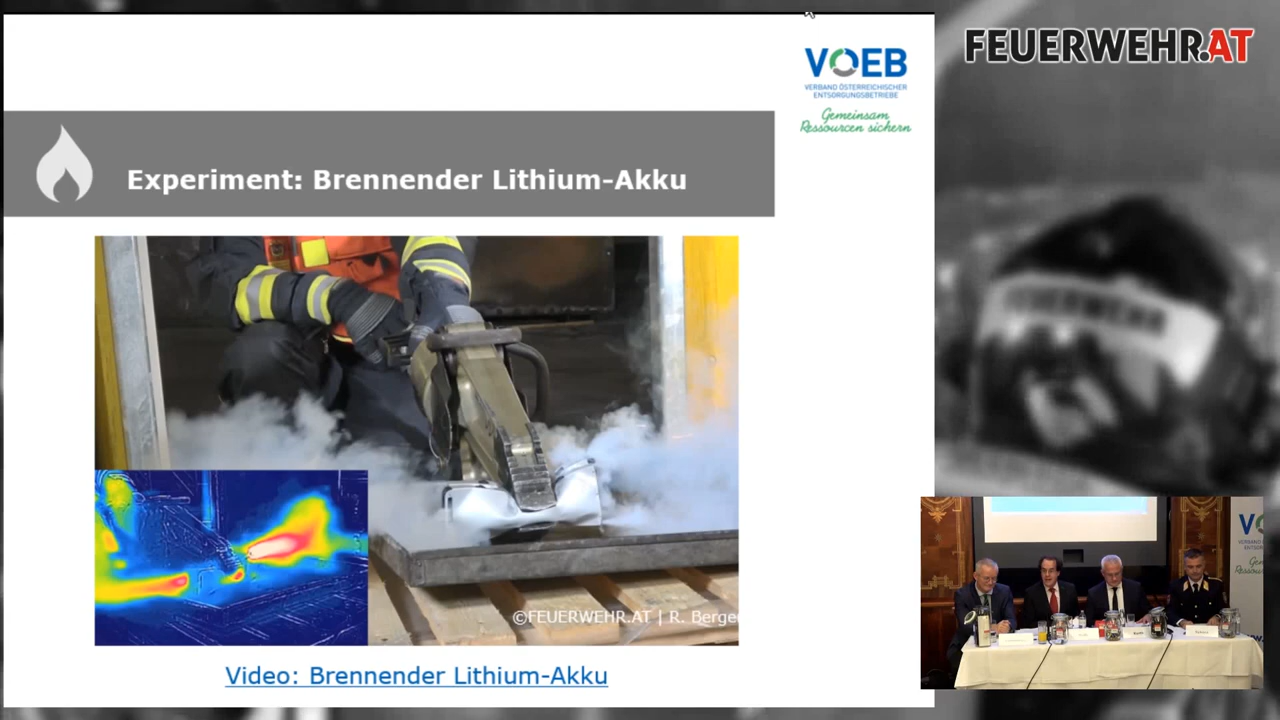 FEUERWEHR.AT
VOEB
VERBAND ÖSTERREICHISCHER
ENTSORGUNGSBETRIEBE
Gemeinsam
Ressourcen sichern
Experiment: Brennender Lithium-Akku
FEUERWEHR
©FEUERWEHR.AT | R. Berge
Video: Brennender Lithium-Akku